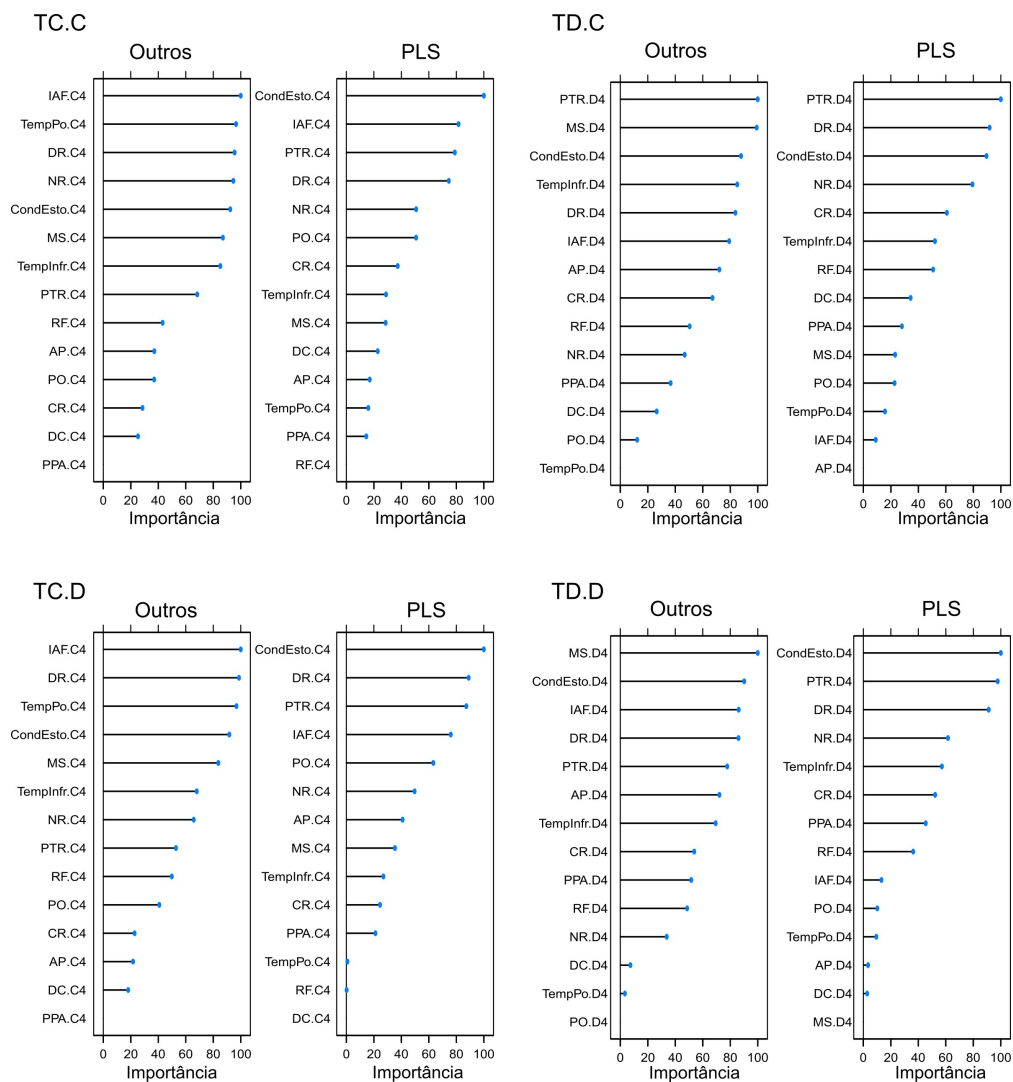 TC.C
Outros
0 20 40 60 80 100
IAF.C4
TempPo.C4
DR.C4
NR.C4
CondEsto.C4
MS.C4
TempInfr.C4
PTR.C4
RF.C4
AP.C4
PO.C4
CR.C4
DC.C4
PPA.C4
0 20 40 60 80 100
Importância
PLS
CondEsto.C4
IAF.C4
PTR.C4
DR.C4
NR.C4
PO.C4
CR.C4
TempInfr.C4
MS.C4
DC.C4
AP.C4
TempPo.C4
PPA.C4
RF.C4
0 20 40 60 80 100
Importância
TD.C
Outros
PTR.D4
MS.D4
CondEsto.D4
TempInfr.D4
DR.D4
IAF.D4
AP.D4
CR.D4
RF.D4
NR.D4
PPA.D4
DC.D4
PO.D4
TempPo.D4
0 20 40 60 80 100
Importância
PLS
PTR.D4
DR.D4
CondEsto.D4
NR.D4
CR.D4
TempInfr.D4
RF.D4
DC.D4
PPA.D4
MS.D4
PO.D4
TempPo.D4
IAF.D4
AP.D4
0 20 40 60 80 100
Importância
TC.D
Outros
IAF.C4
DR.C4
TempPo.C4
CondEsto.C4
MS.C4
TempInfr.C4
NR.C4
PTR.C4
RF.C4
PO.C4
CR.C4
AP.C4
DC.C4
PPA.C4
0 20 40 60 80 100
Importância
PLS
CondEsto.C4
DR.C4
PTR.C4
IAF.C4
PO.C4
NR.C4
AP.C4
MS.C4
TempInfr.C4
CR.C4
PPA.C4
TempPo.C4
RF.C4
DC.C4
0 20 40 60 80 100
Importância
TD.D
Outros
MS.D4
CondEsto.D4
IAF.D4
DR.D4
PTR.D4
AP.D4
TempInfr.D4
CR.D4
PPA.D4
RF.D4
NR.D4
DC.D4
TempPo.D4
PO.D4
0 20 40 60 80 100
Importância
PLS
CondEsto.D4
PTR.D4
DR.D4
NR.D4
TempInfr.D4
CR.D4
PPA.D4
RF.D4
IAF.D4
PO.D4
TempPo.D4
AP.D4
DC.D4
MS.D4
0 20 40 60 80 100
Importância